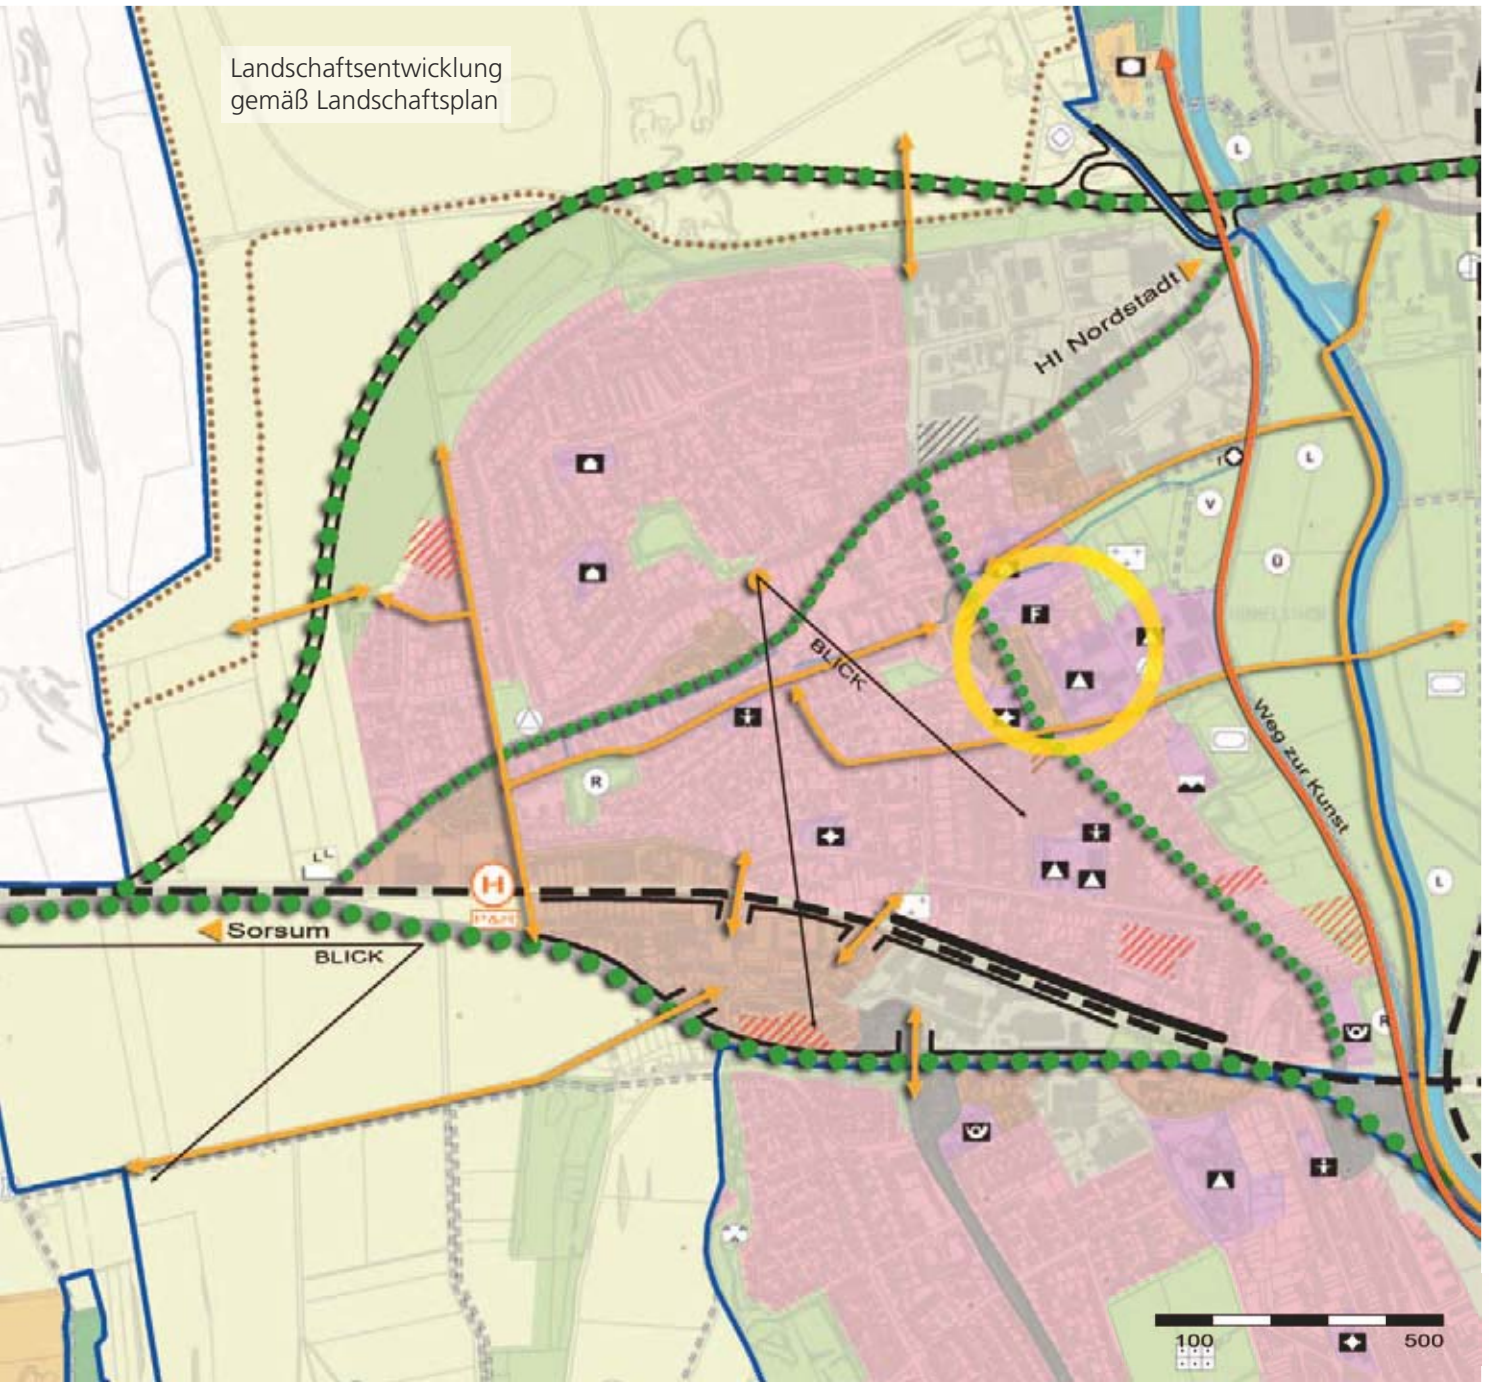 Landschaftsentwicklung
gemäß Landschaftsplan
L
HI Nordstadt
L
V
Ü
F
BLICK
R
Weg zur Kunst
L
L L
H
Sorsum
BLICK
R
100
500